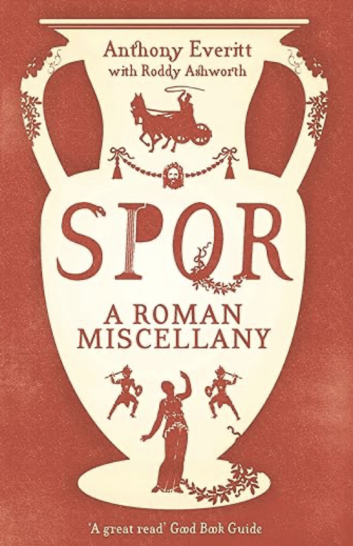 Anthony Everitt
with Roddy Ashworth
SPQR
A ROMAN
MISCELLANY
'A great read' Good Book Guide